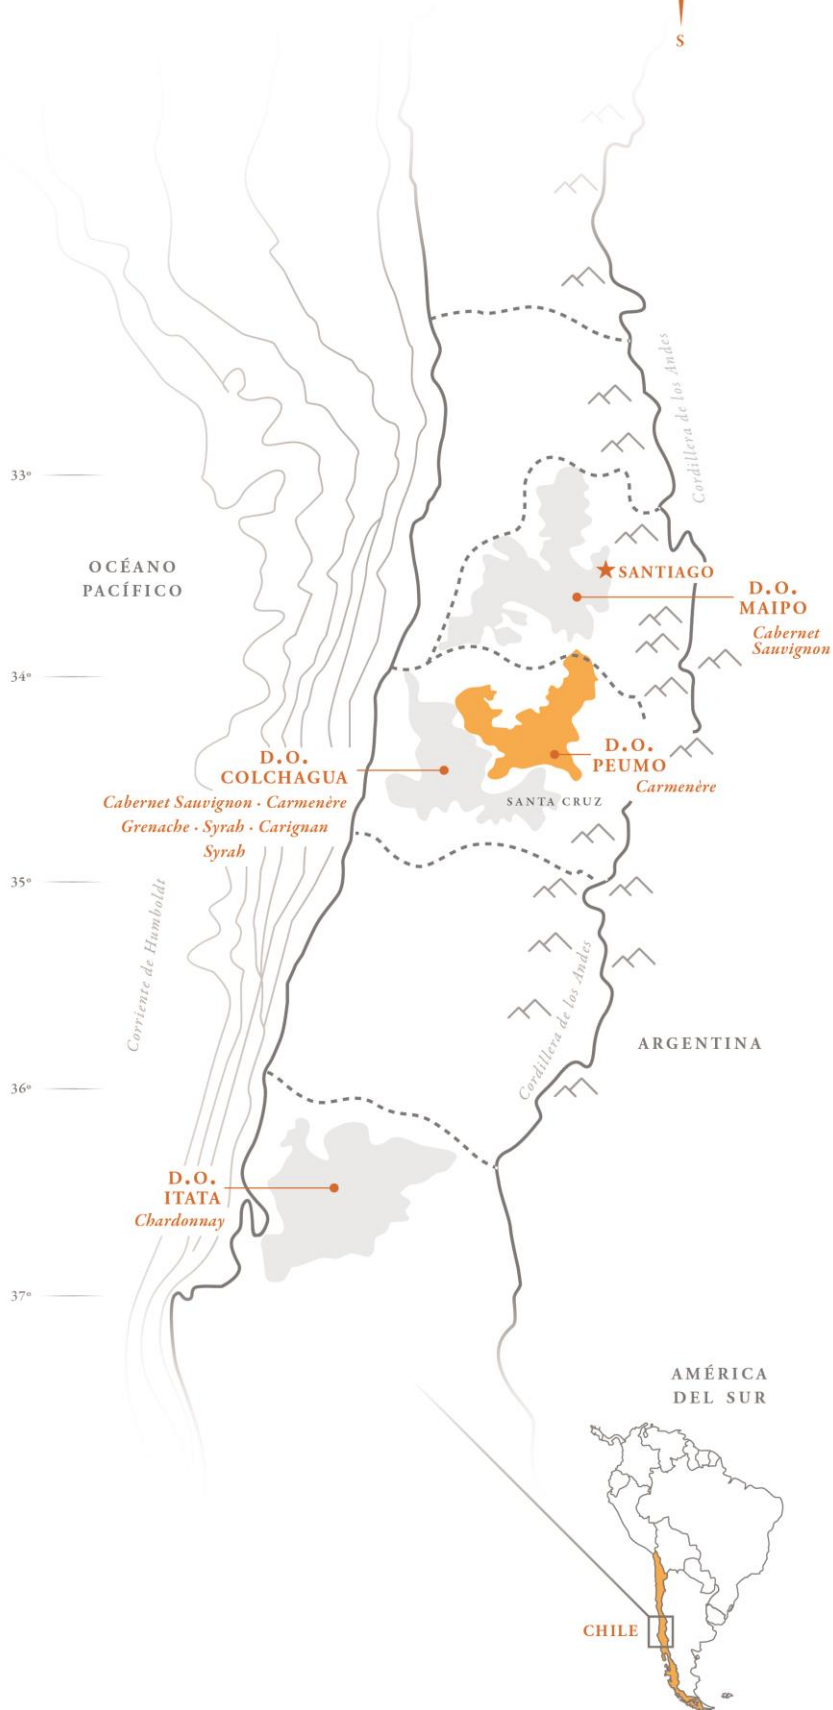 S
Cordillera de los Andes
33º
OCÉANO
PACÍFICO
SANTIAGO
D.O.
MAIPO
Cabernet
Sauvignon
34º
D.O.
COLCHAGUA
Cabernet Sauvignon · Carmenère
Grenache · Syrah · Carignan
Syrah
D.O.
PEUMO
Carmenère
SANTA CRUZ
35º
Corriente de Humboldt
Cordillera de los Andes
ARGENTINA
36º
D.O.
ITATA
Chardonnay
37º
AMÉRICA
DEL SUR
CHILE